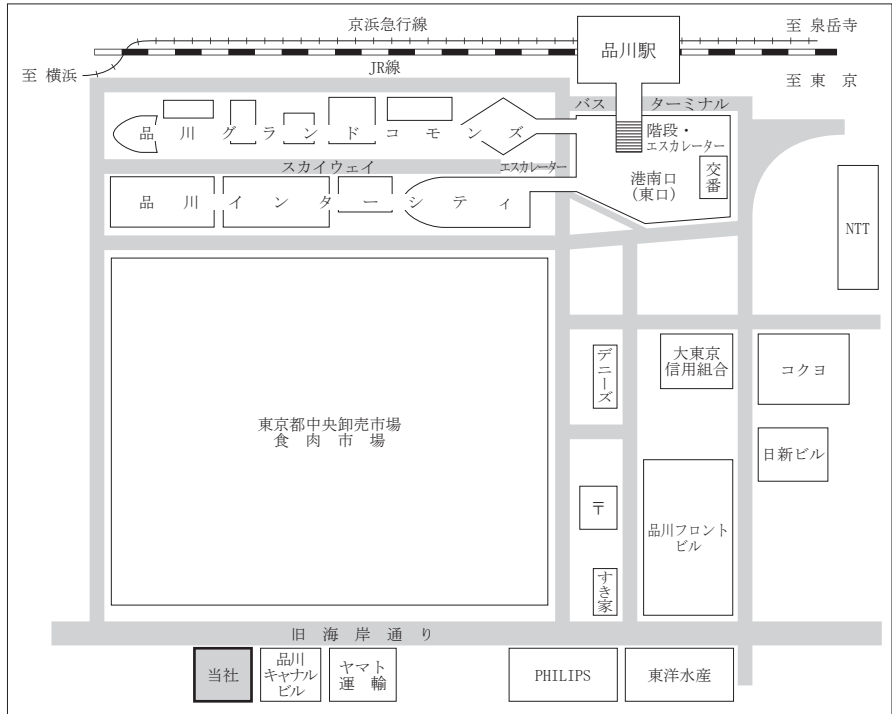 京浜急行線
至 泉岳寺
品川駅
至 横浜
JR線
至 東 京
バス ターミナル
品川グランドコモンズ
階段・
エスカレーター
スカイウェイ
エスカレーター
交番
港南口
(東口)
品川インターシティ
NTT
デニーズ
大東京
信用組合
コクヨ
東京都中央卸売市場
食 肉 市 場
日新ビル
〒
品川フロント
ビル
すき家
旧 海 岸 通 り
当社
品川
キャナル
ビル
ヤマト
運 輸
PHILIPS
東洋水産